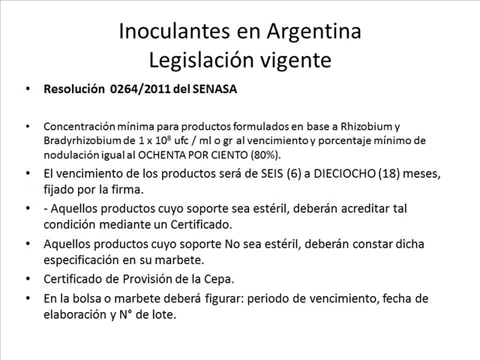 Inoculantes en Argentina
Legislación vigente
• Resolución 0264/2011 del SENASA
• Concentración mínima para productos formulados en base a Rhizobium y
Bradyrhizobium de 1 x 10⁸ ufc / ml o gr al vencimiento y porcentaje mínimo de
nodulación igual al OCHENTA POR CIENTO (80%).
• El vencimiento de los productos será de SEIS (6) a DIECIOCHO (18) meses,
fijado por la firma.
• - Aquellos productos cuyo soporte sea estéril, deberán acreditar tal
condición mediante un Certificado.
• Aquellos productos cuyo soporte No sea estéril, deberán constar dicha
especificación en su marbete.
• Certificado de Provisión de la Cepa.
• En la bolsa o marbete deberá figurar: periodo de vencimiento, fecha de
elaboración y N° de lote.